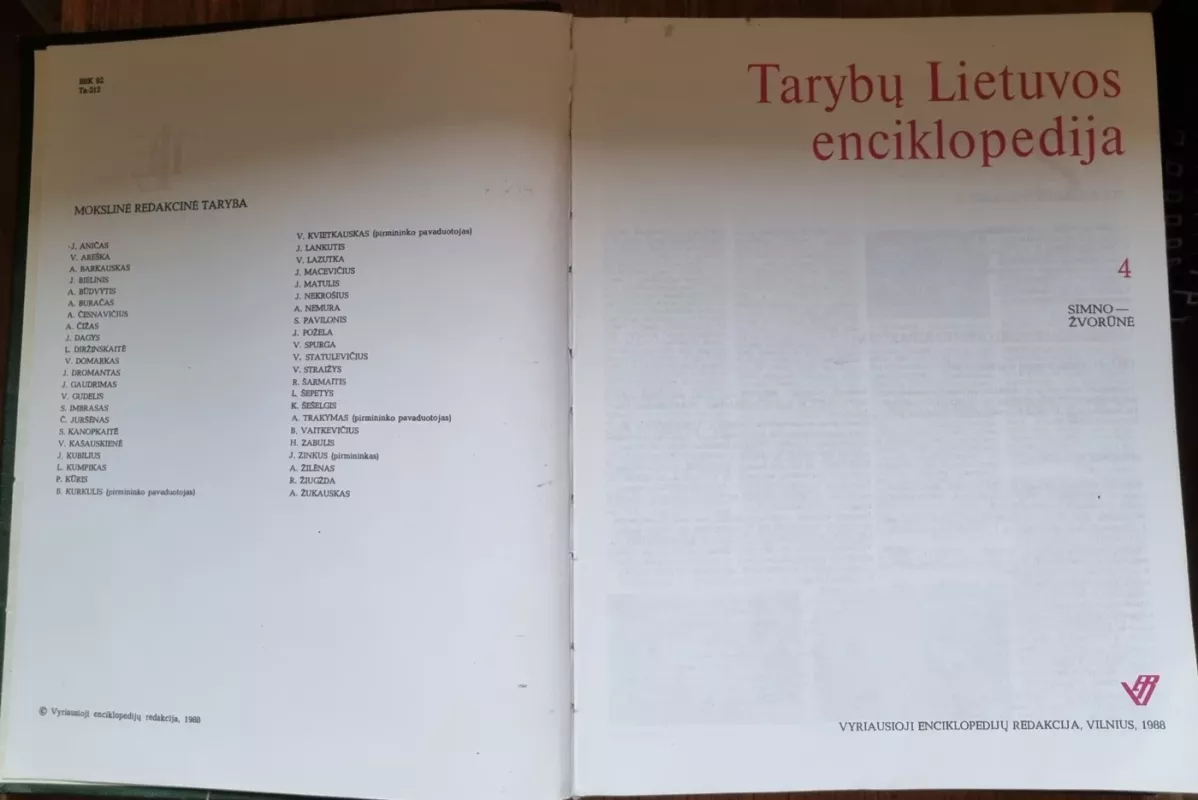 BBK 92
Ta-212
MOKSLINĖ REDAKCINĖ TARYBA
J. ANIČAS
V. AREŠKA
A. BARKAUSKAS
J. BIELINIS
A. BŪDVYTIS
A. BURAČAS
A. ČESNAVIČIUS
A. ČIŽAS
J. DAGYS
L. DIRŽINSKAITĖ
V. DOMARKAS
J. DROMANTAS
J. GAUDRIMAS
V. GUDELIS
S. IMBRASAS
Č. JURŠĖNAS
S. KANOPKAITĖ
V. KAŠAUSKIENĖ
J. KUBILIUS
L. KUMPIKAS
P. KŪRIS
B. KURKULIS (pirmininko pavaduotojas)
V. KVIETKAUSKAS (pirmininko pavaduotojas)
J. LANKUTIS
V. LAZUTKA
J. MACEVIČIUS
J. MATULIS
J. NEKROŠIUS
A. NEMURA
S. PAVILONIS
J. POŽELA
V. SPURGA
V. STATULEVIČIUS
V. STRAIŽYS
R. ŠARMAITIS
L. ŠEPETYS
K. ŠEŠELGIS
A. TRAKYMAS (pirmininko pavaduotojas)
B. VAITKEVIČIUS
H. ZABULIS
J. ZINKUS (pirmininkas)
A. ŽILĖNAS
R. ŽIUGŽDA
A. ŽUKAUSKAS
© Vyriausioji enciklopedijų redakcija, 1988
Tarybų Lietuvos
enciklopedija
4
SIMNO—
ŽVORŪNĖ
VYRIAUSIOJI ENCIKLOPEDIJŲ REDAKCIJA, VILNIUS, 1988